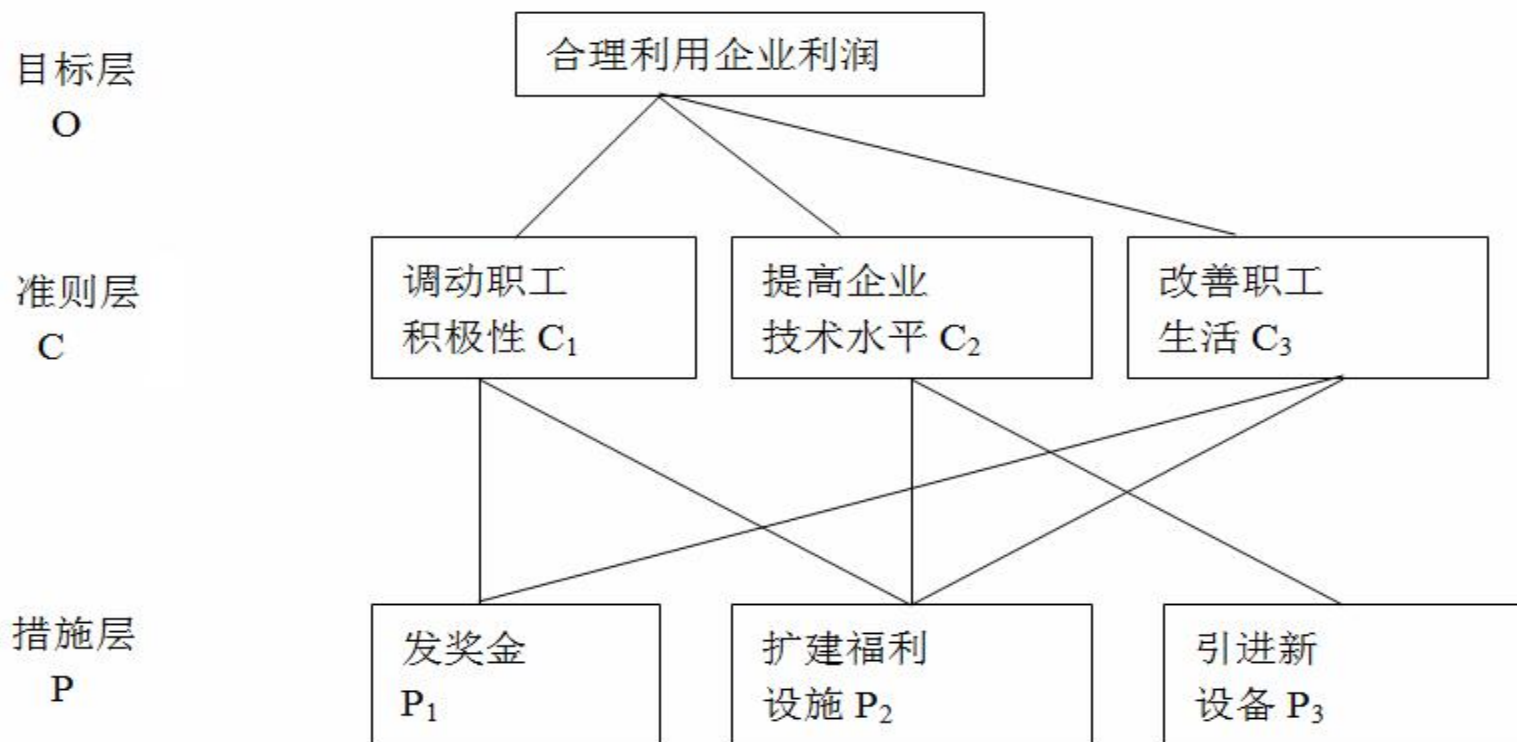 目标层
O
合理利用企业利润
准则层
C
调动职工
积极性 C₁
提高企业
技术水平 C₂
改善职工
生活 C₃
措施层
P
发奖金
P₁
扩建福利
设施 P₂
引进新
设备 P₃